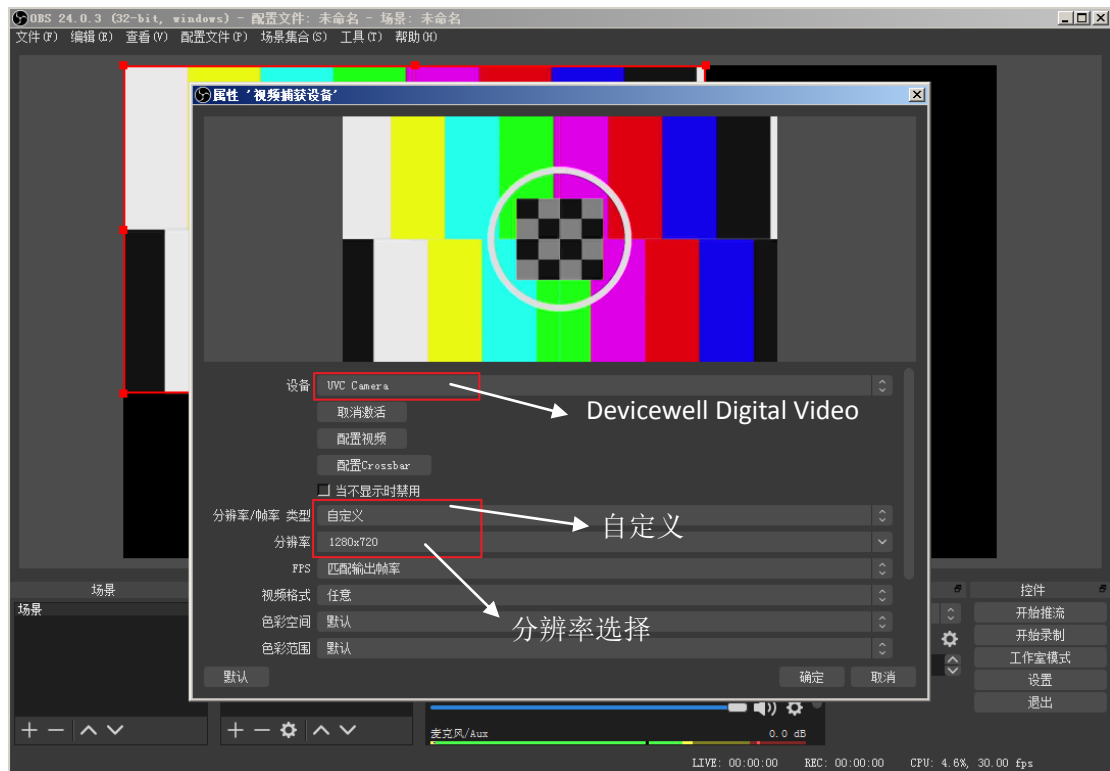 OBS 24.0.3 (32-bit, windows) - 配置文件: 未命名 - 场景: 未命名
文件(F) 编辑(E) 查看(V) 配置文件(P) 场景集合(S) 工具(T) 帮助(H)
属性 '视频捕获设备'
设备 UVC Camera
Devicewell Digital Video
取消激活
配置视频
配置Crossbar
当不显示时禁用
分辨率/帧率 类型 自定义
自定义
分辨率 1280x720
FPS 匹配输出帧率
视频格式 任意
色彩空间 默认
分辨率选择
色彩范围 默认
默认 确定 取消
场景
场景
控件
开始推流
开始录制
工作室模式
设置
退出
麦克风/Aux 0.0 dB
LIVE: 00:00:00 REC: 00:00:00 CPU: 4.6%, 30.00 fps